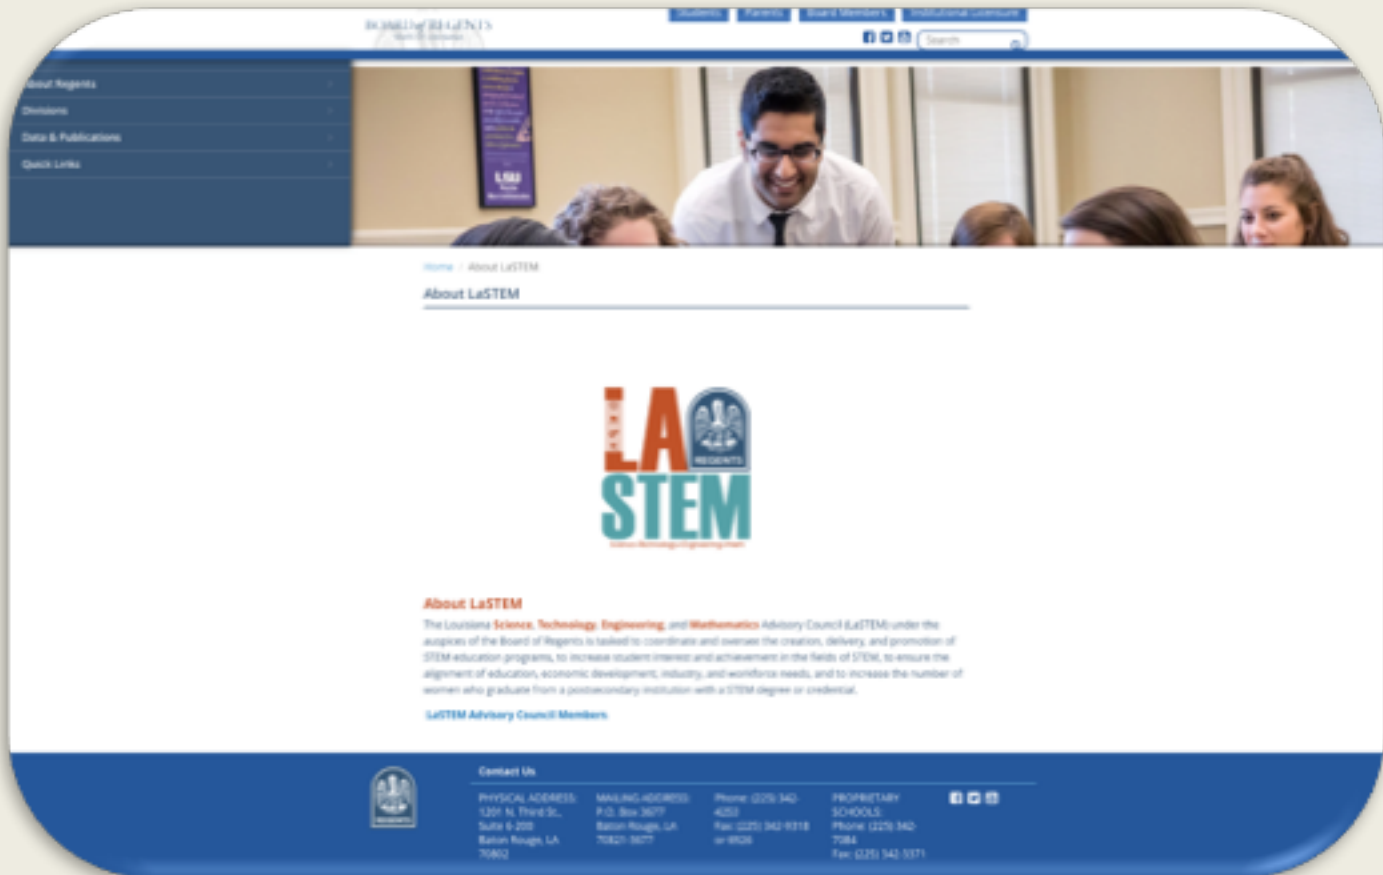 Students Parents Board Members Institutional Licensure
BOARD of REGENTS
Search
About Regents
Divisions
Data & Publications
Quick Links
LSU
Home / About LaSTEM
About LaSTEM
LA
REGENTS
STEM
About LaSTEM
The Louisiana Science, Technology, Engineering, and Mathematics Advisory Council (LaSTEM) under the
auspices of the Board of Regents is tasked to coordinate and oversee the creation, delivery, and promotion of
STEM education programs, to increase student interest and achievement in the fields of STEM, to ensure the
alignment of education, economic development, industry, and workforce needs, and to increase the number of
women who graduate from a postsecondary institution with a STEM degree or credential.
LaSTEM Advisory Council Members
Contact Us
REGENTS
PHYSICAL ADDRESS:
1201 N. Third St.,
Suite 6-200
Baton Rouge, LA
70802
MAILING ADDRESS:
P.O. Box 3677
Baton Rouge, LA
70821-3677
Phone: (225) 342-
4253
Fax: (225) 342-9318
or 6926
PROPRIETARY
SCHOOLS:
Phone: (225) 342-
7084
Fax: (225) 342-5371